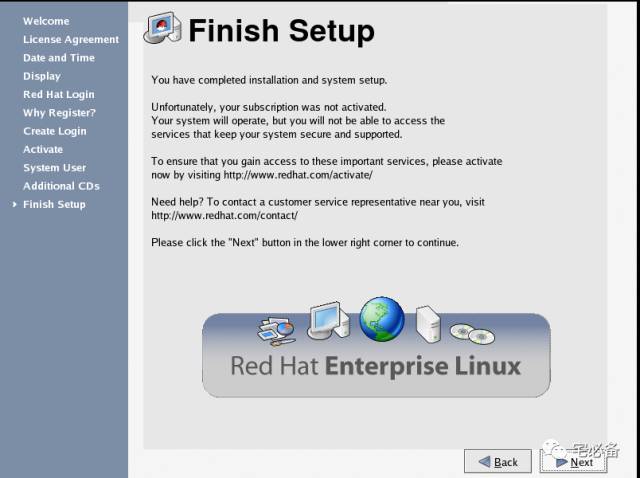 Welcome
License Agreement
Date and Time
Display
Red Hat Login
Why Register?
Create Login
Activate
System User
Additional CDs
Finish Setup
Finish Setup
You have completed installation and system setup.
Unfortunately, your subscription was not activated.
Your system will operate, but you will not be able to access the
services that keep your system secure and supported.
To ensure that you gain access to these important services, please activate
now by visiting http://www.redhat.com/activate/
Need help? To contact a customer service representative near you, visit
http://www.redhat.com/contact/
Please click the "Next" button in the lower right corner to continue.
Red Hat Enterprise Linux
Back
Next
宅必备